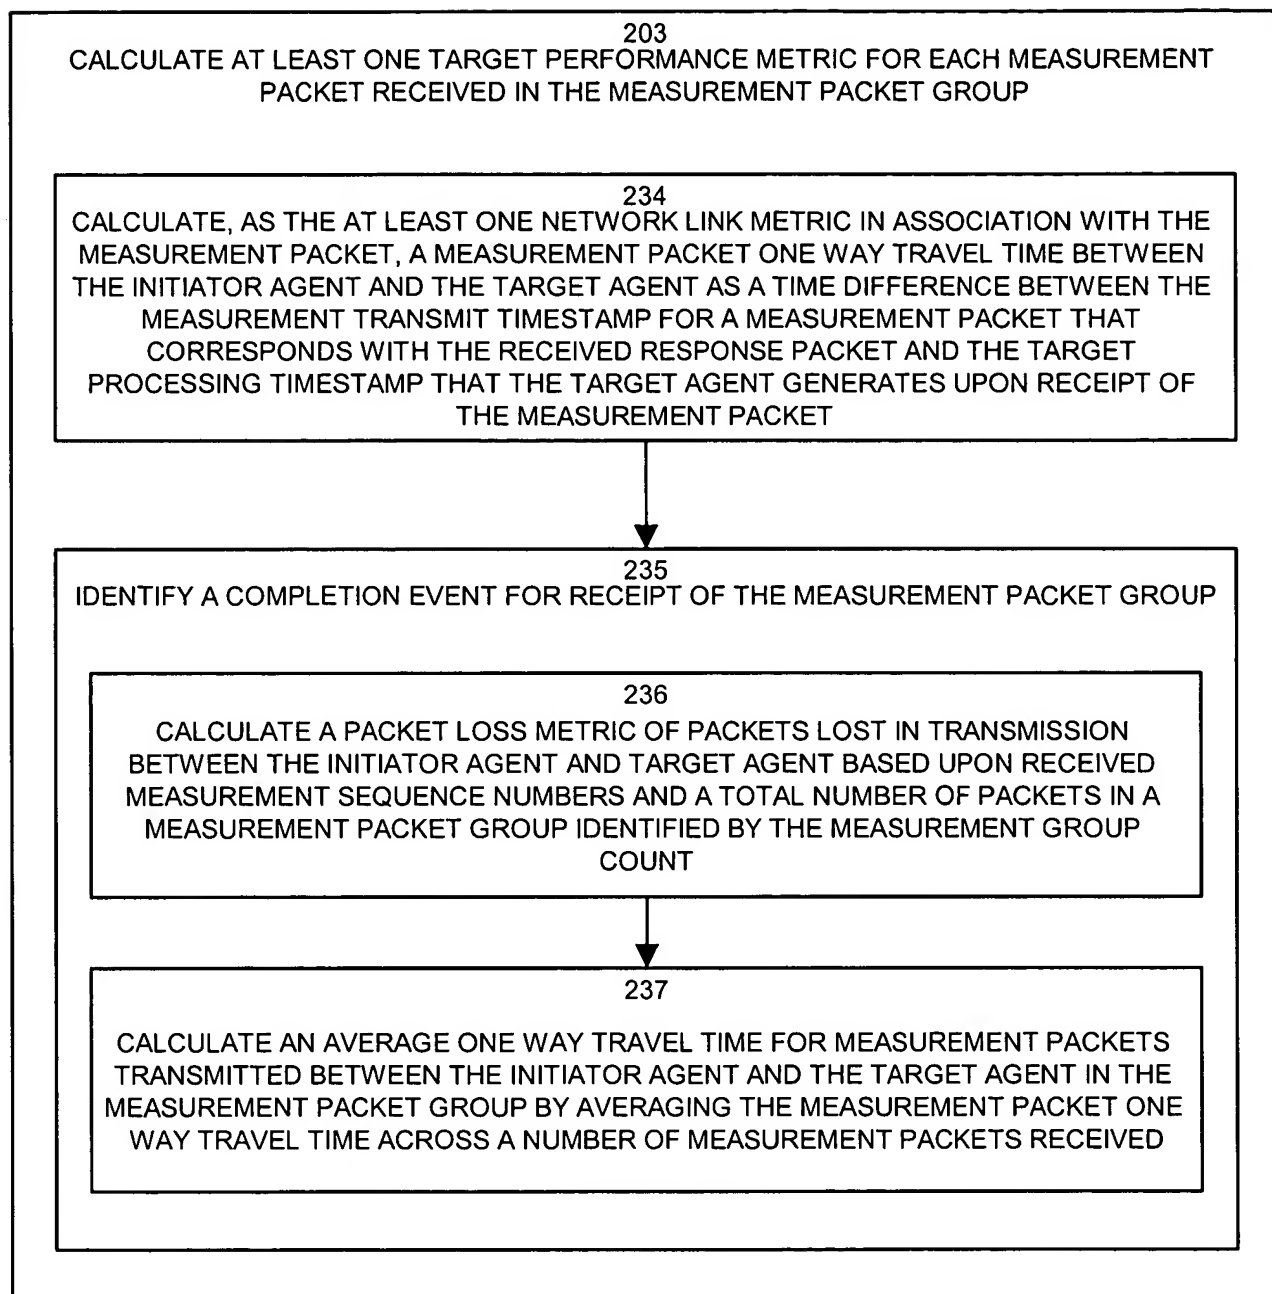 203
CALCULATE AT LEAST ONE TARGET PERFORMANCE METRIC FOR EACH MEASUREMENT
PACKET RECEIVED IN THE MEASUREMENT PACKET GROUP
234
CALCULATE, AS THE AT LEAST ONE NETWORK LINK METRIC IN ASSOCIATION WITH THE
MEASUREMENT PACKET, A MEASUREMENT PACKET ONE WAY TRAVEL TIME BETWEEN
THE INITIATOR AGENT AND THE TARGET AGENT AS A TIME DIFFERENCE BETWEEN THE
MEASUREMENT TRANSMIT TIMESTAMP FOR A MEASUREMENT PACKET THAT
CORRESPONDS WITH THE RECEIVED RESPONSE PACKET AND THE TARGET
PROCESSING TIMESTAMP THAT THE TARGET AGENT GENERATES UPON RECEIPT OF
THE MEASUREMENT PACKET
235
IDENTIFY A COMPLETION EVENT FOR RECEIPT OF THE MEASUREMENT PACKET GROUP
236
CALCULATE A PACKET LOSS METRIC OF PACKETS LOST IN TRANSMISSION
BETWEEN THE INITIATOR AGENT AND TARGET AGENT BASED UPON RECEIVED
MEASUREMENT SEQUENCE NUMBERS AND A TOTAL NUMBER OF PACKETS IN A
MEASUREMENT PACKET GROUP IDENTIFIED BY THE MEASUREMENT GROUP
COUNT
237
CALCULATE AN AVERAGE ONE WAY TRAVEL TIME FOR MEASUREMENT PACKETS
TRANSMITTED BETWEEN THE INITIATOR AGENT AND THE TARGET AGENT IN THE
MEASUREMENT PACKET GROUP BY AVERAGING THE MEASUREMENT PACKET ONE
WAY TRAVEL TIME ACROSS A NUMBER OF MEASUREMENT PACKETS RECEIVED